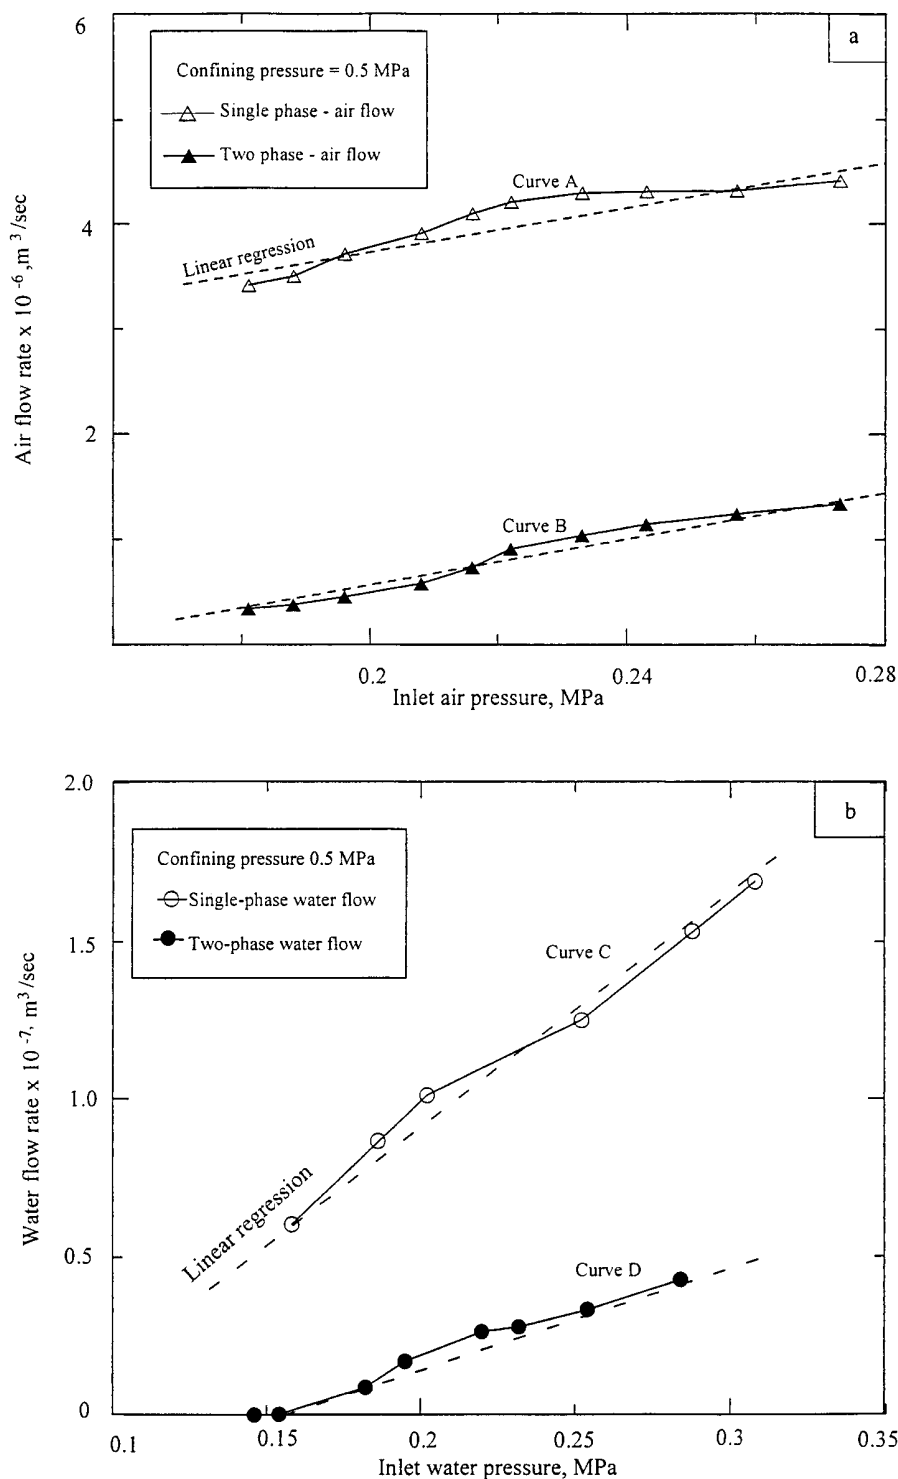 6
a
Confining pressure = 0.5 MPa
Single phase - air flow
Two phase - air flow
Curve A
4
Linear regression
Air flow rate x 10 -6 ,m 3 /sec
2
Curve B
0.2
0.24
0.28
Inlet air pressure, MPa
2.0
b
Confining pressure 0.5 MPa
Single-phase water flow
Two-phase water flow
1.5
Curve C
Water flow rate x 10 -7, m3 /sec
1.0
Linear regression
0.5
Curve D
0
0.1
0.15
0.2
0.25
0.3
0.35
Inlet water pressure, MPa